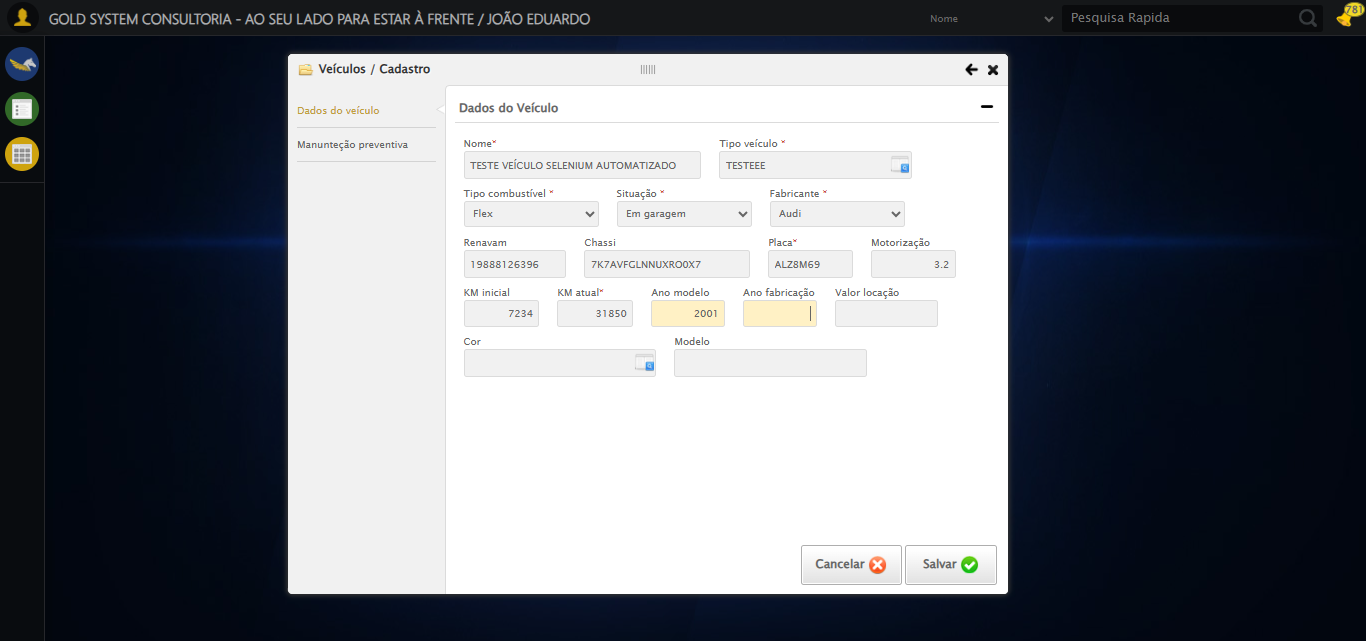 GOLD SYSTEM CONSULTORIA - AO SEU LADO PARA ESTAR À FRENTE / JOÃO EDUARDO
Nome
Pesquisa Rapida
781
Veículos / Cadastro
Dados do veículo
Manunteção preventiva
Dados do Veículo
Nome* Tipo veículo *
TESTE VEÍCULO SELENIUM AUTOMATIZADO TESTEEE
Tipo combustível * Situação * Fabricante *
Flex Em garagem Audi
Renavam Chassi Placa* Motorização
19888126396 7K7AVFGLNNUXRO0X7 ALZ8M69 3.2
KM inicial KM atual* Ano modelo Ano fabricação Valor locação
7234 31850 2001
Cor Modelo
Cancelar Salvar